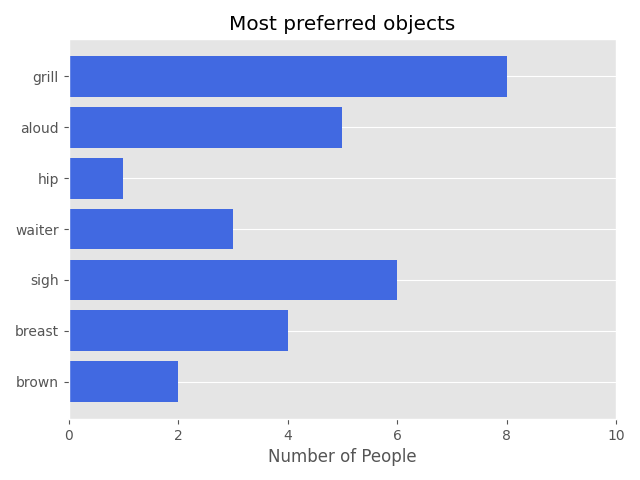 Most preferred objects
grill
aloud
hip
waiter
sigh
breast
brown
0 2 4 6 8 10
Number of People